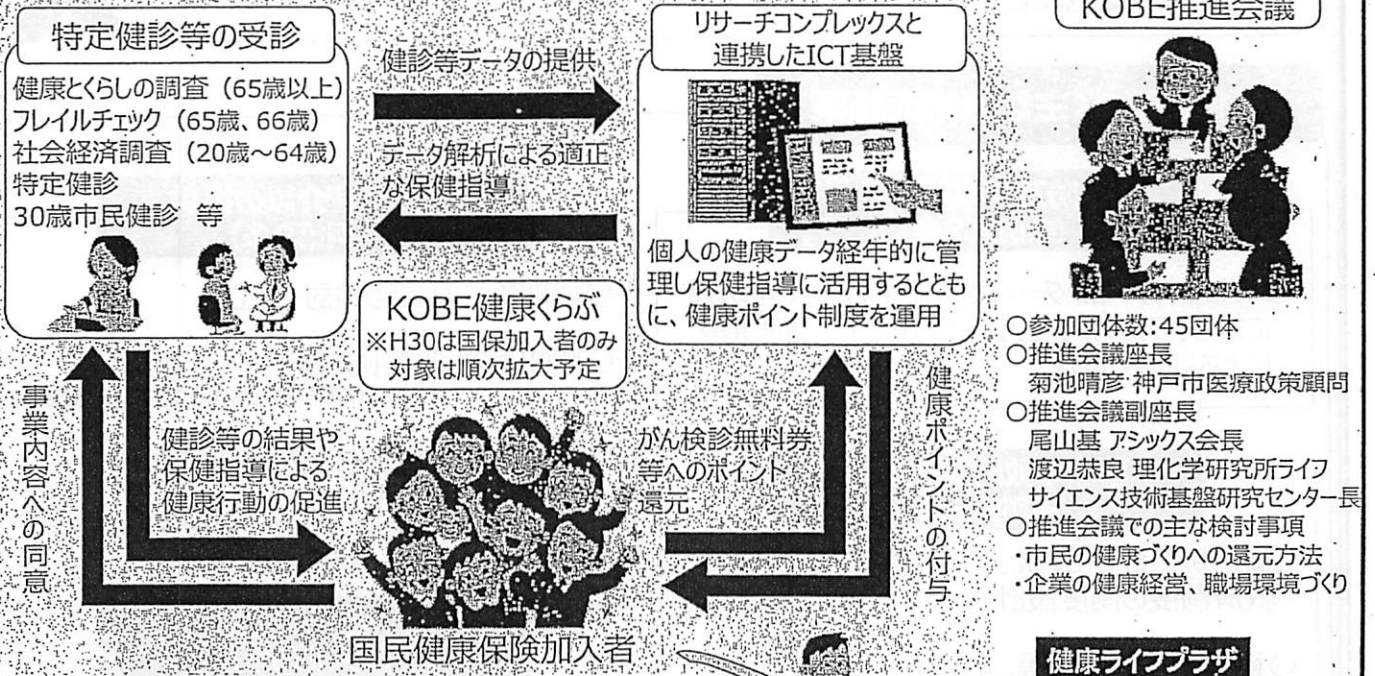 特定健診等の受診
健康とくらしの調査（65歳以上）
フレイルチェック（65歳、66歳）
社会経済調査（20歳～64歳）
特定健診
30歳市民健診 等
健診等データの提供
データ解析による適正
な保健指導
リサーチコンプレックスと
連携したICT基盤
個人の健康データ経年的に管
理し保健指導に活用するととも
に、健康ポイント制度を運用
KOBE健康くらぶ
※H30は国保加入者のみ
対象は順次拡大予定
事業内容への同意
健診等の結果や
保健指導による
健康行動の促進
がん検診無料券
等へのポイント
還元
健康ポイントの付与
国民健康保険加入者
KOBE推進会議
○参加団体数:45団体
○推進会議座長
菊池晴彦 神戸市医療政策顧問
○推進会議副座長
尾山基 アシックス会長
渡辺恭良 理化学研究所ライフ
サイエンス技術基盤研究センター長
○推進会議での主な検討事項
・市民の健康づくりへの還元方法
・企業の健康経営、職場環境づくり
健康ライフプラザ